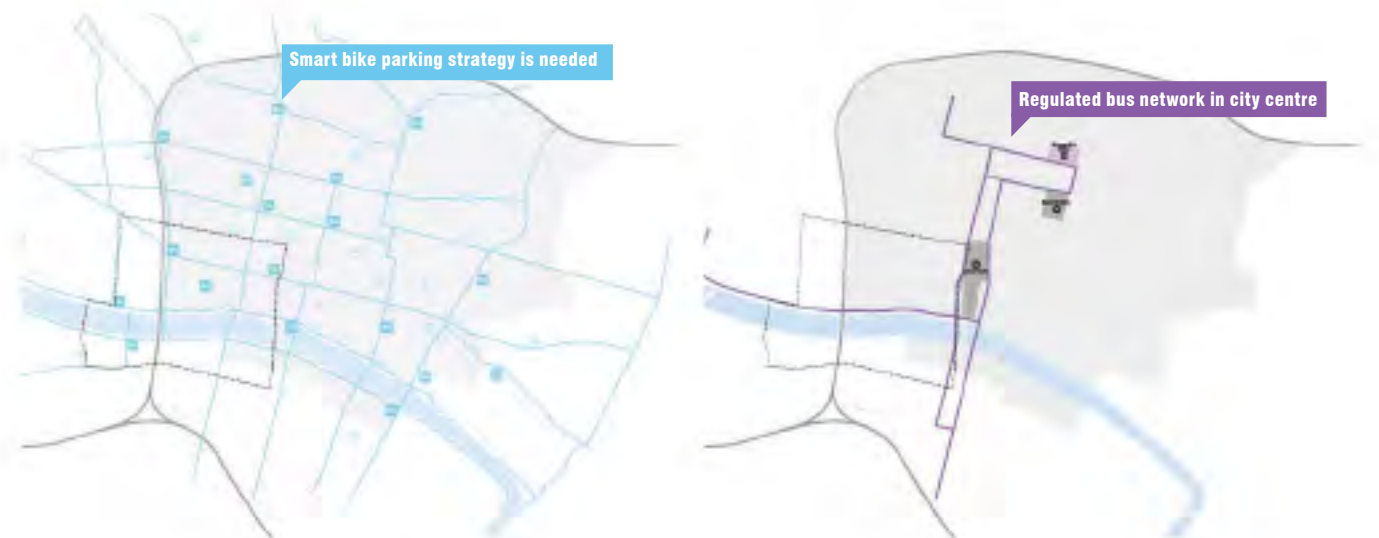 Smart bike parking strategy is needed
Regulated bus network in city centre